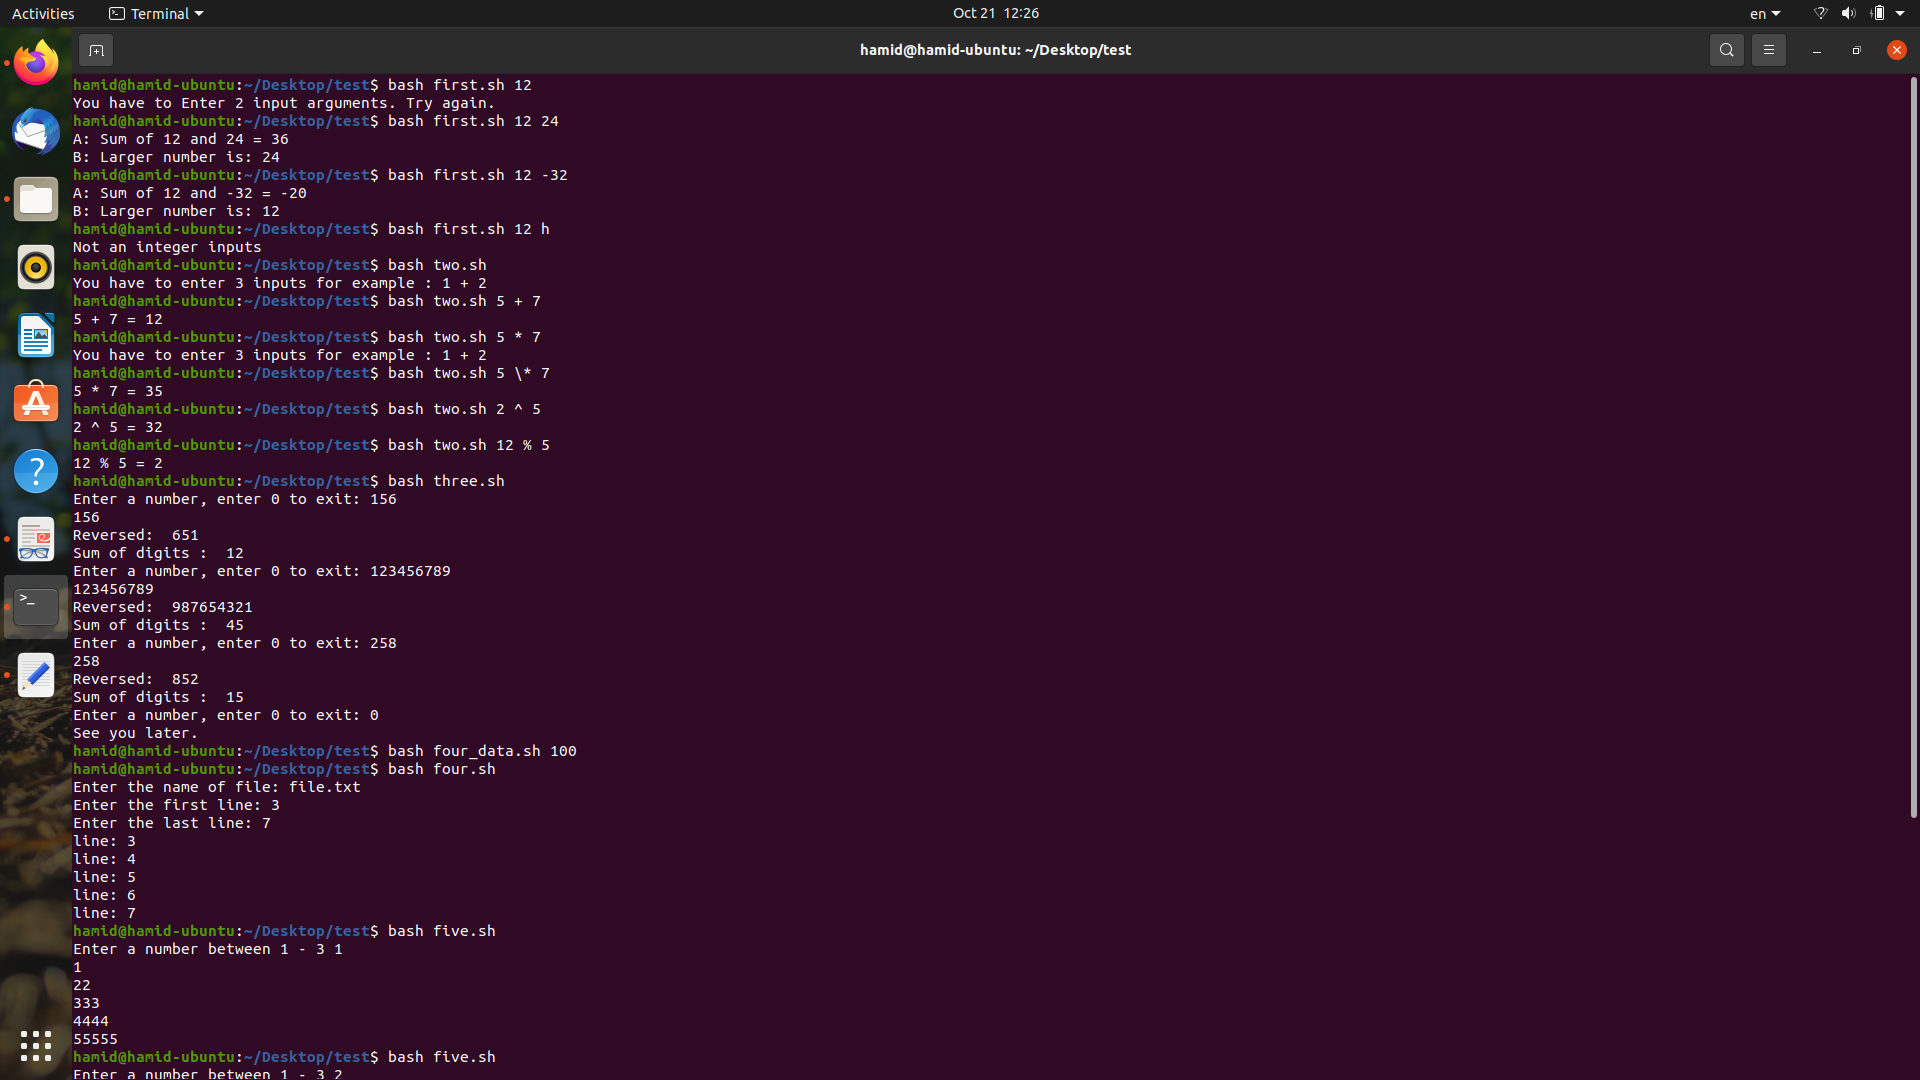 Activities Terminal Oct 21 12:26 en
hamid@hamid-ubuntu: ~/Desktop/test
hamid@hamid-ubuntu:~/Desktop/test$ bash first.sh 12
You have to Enter 2 input arguments. Try again.
hamid@hamid-ubuntu:~/Desktop/test$ bash first.sh 12 24
A: Sum of 12 and 24 = 36
B: Larger number is: 24
hamid@hamid-ubuntu:~/Desktop/test$ bash first.sh 12 -32
A: Sum of 12 and -32 = -20
B: Larger number is: 12
hamid@hamid-ubuntu:~/Desktop/test$ bash first.sh 12 h
Not an integer inputs
hamid@hamid-ubuntu:~/Desktop/test$ bash two.sh
You have to enter 3 inputs for example : 1 + 2
hamid@hamid-ubuntu:~/Desktop/test$ bash two.sh 5 + 7
5 + 7 = 12
hamid@hamid-ubuntu:~/Desktop/test$ bash two.sh 5 * 7
You have to enter 3 inputs for example : 1 + 2
hamid@hamid-ubuntu:~/Desktop/test$ bash two.sh 5 \* 7
5 * 7 = 35
hamid@hamid-ubuntu:~/Desktop/test$ bash two.sh 2 ^ 5
2 ^ 5 = 32
hamid@hamid-ubuntu:~/Desktop/test$ bash two.sh 12 % 5
12 % 5 = 2
hamid@hamid-ubuntu:~/Desktop/test$ bash three.sh
Enter a number, enter 0 to exit: 156
156
Reversed:  651
Sum of digits :  12
Enter a number, enter 0 to exit: 123456789
123456789
Reversed:  987654321
Sum of digits :  45
Enter a number, enter 0 to exit: 258
258
Reversed:  852
Sum of digits :  15
Enter a number, enter 0 to exit: 0
See you later.
hamid@hamid-ubuntu:~/Desktop/test$ bash four_data.sh 100
hamid@hamid-ubuntu:~/Desktop/test$ bash four.sh
Enter the name of file: file.txt
Enter the first line: 3
Enter the last line: 7
line: 3
line: 4
line: 5
line: 6
line: 7
hamid@hamid-ubuntu:~/Desktop/test$ bash five.sh
Enter a number between 1 - 3 1
1
22
333
4444
55555
hamid@hamid-ubuntu:~/Desktop/test$ bash five.sh
Enter a number between 1 - 3 2